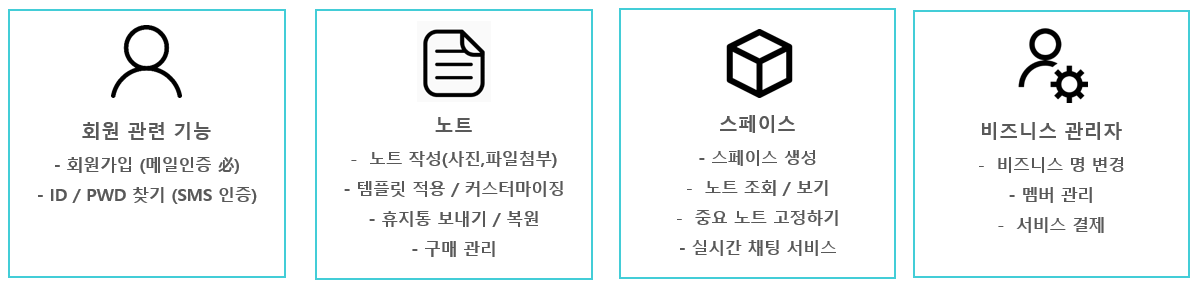 회원 관련 기능
- 회원가입 (메일인증 必)
- ID / PWD 찾기 (SMS 인증)
노트
- 노트 작성(사진,파일첨부)
- 템플릿 적용 / 커스터마이징
- 휴지통 보내기 / 복원
- 구매 관리
스페이스
- 스페이스 생성
- 노트 조회 / 보기
- 중요 노트 고정하기
- 실시간 채팅 서비스
비즈니스 관리자
- 비즈니스 명 변경
- 멤버 관리
- 서비스 결제